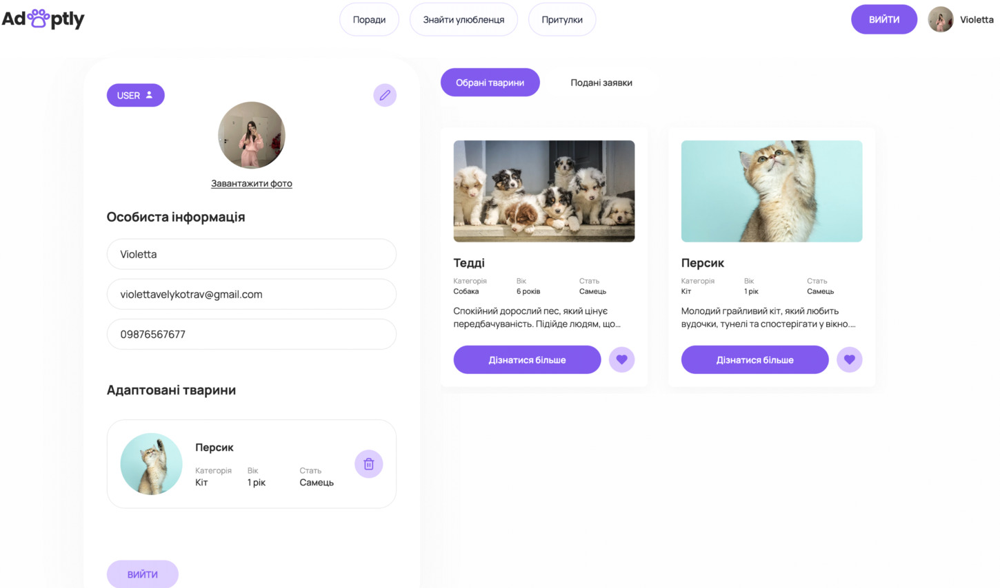 Adoptly
Поради
Знайти улюбленця
Притулки
ВИЙТИ
Violetta
USER
Завантажити фото
Особиста інформація
Violetta
violettavelykotrav@gmail.com
09876567677
Адаптовані тварини
Персик
Категорія Вік Стать
Кіт 1 рік Самець
ВИЙТИ
Обрані тварини
Подані заявки
Тедді
Категорія Вік Стать
Собака 6 років Самець
Спокійний дорослий пес, який цінує
передбачуваність. Підійде людям, що...
Дізнатися більше
Персик
Категорія Вік Стать
Кіт 1 рік Самець
Молодий грайливий кіт, який любить
вудочки, тунелі та спостерігати у вікно....
Дізнатися більше